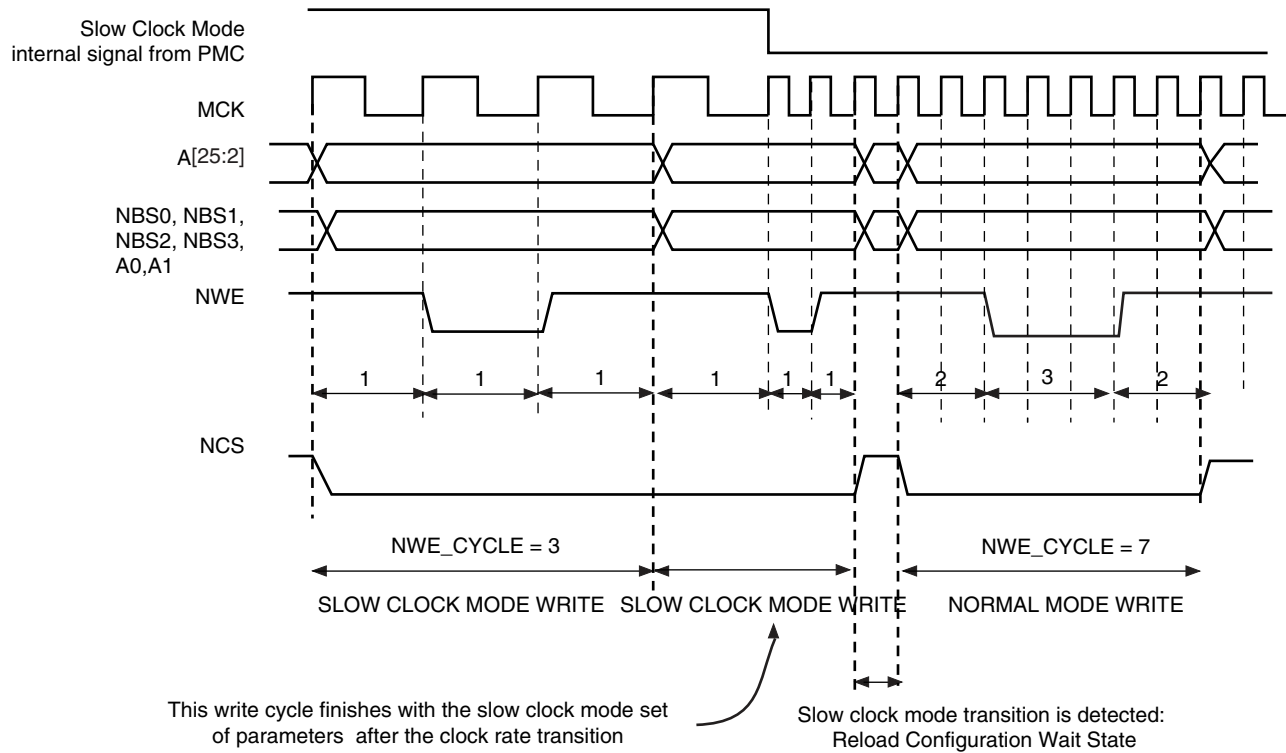 Slow Clock Mode
internal signal from PMC
MCK
A[25:2]
NBS0, NBS1,
NBS2, NBS3,
A0,A1
NWE
1 1 1 1 1 1 2 3 2
NCS
NWE_CYCLE = 3 NWE_CYCLE = 7
SLOW CLOCK MODE WRITE SLOW CLOCK MODE WRITE NORMAL MODE WRITE
This write cycle finishes with the slow clock mode set
of parameters after the clock rate transition
Slow clock mode transition is detected:
Reload Configuration Wait State